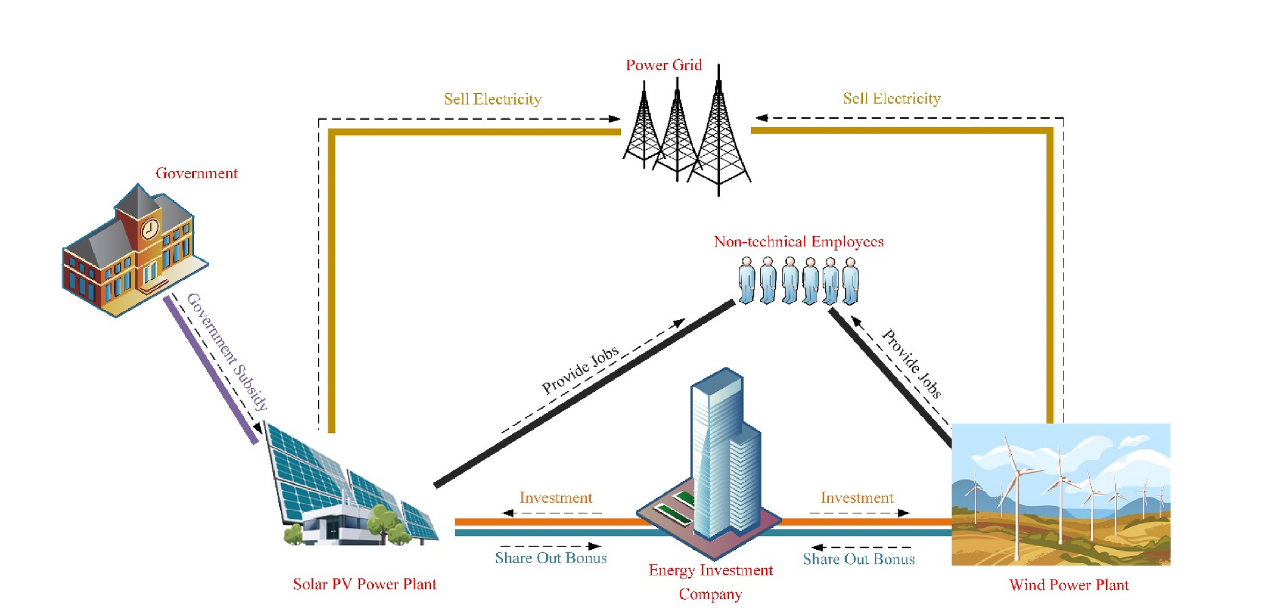 Power Grid
Sell Electricity
Sell Electricity
Government
Non-technical Employees
Government Subsidy
Provide Jobs
Provide Jobs
Investment
Investment
Share Out Bonus
Share Out Bonus
Energy Investment
Company
Solar PV Power Plant
Wind Power Plant